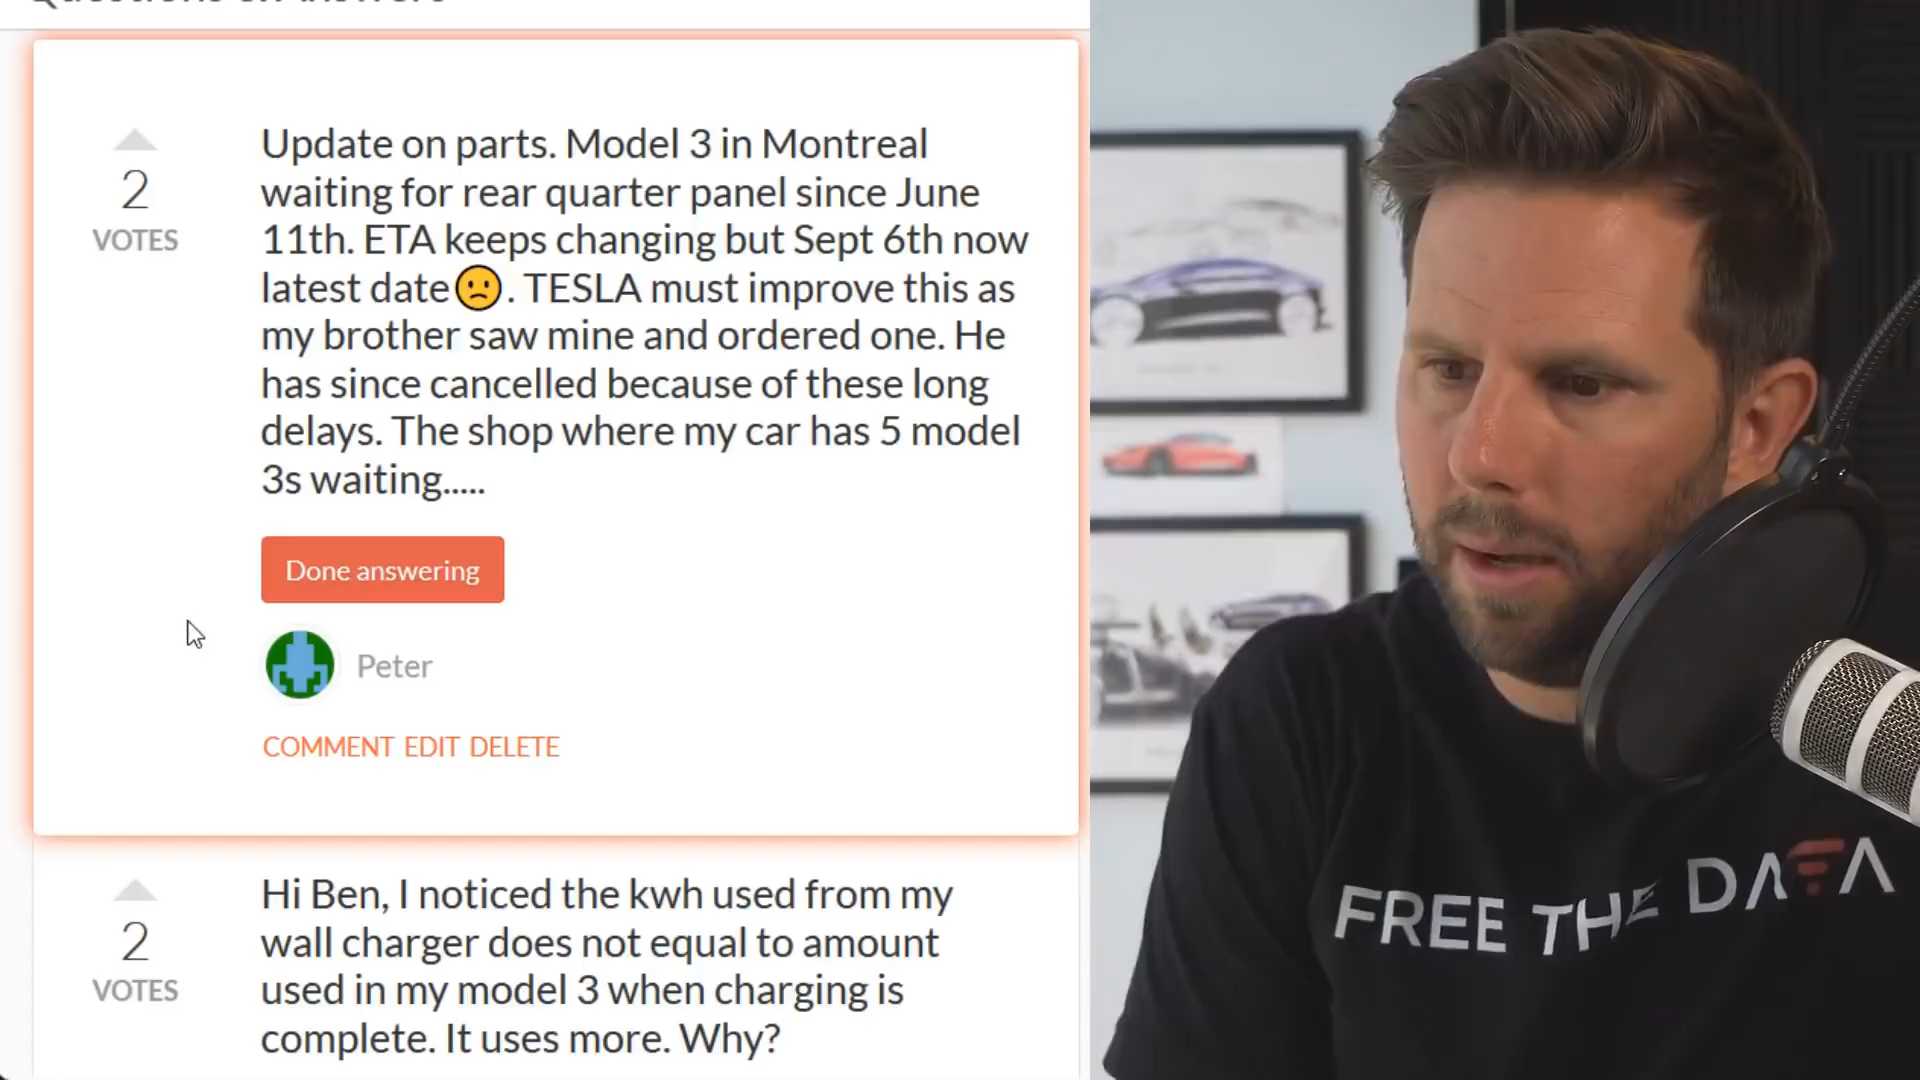 Questions on Answers
2
VOTES
Update on parts. Model 3 in Montreal
waiting for rear quarter panel since June
11th. ETA keeps changing but Sept 6th now
latest date🙁. TESLA must improve this as
my brother saw mine and ordered one. He
has since cancelled because of these long
delays. The shop where my car has 5 model
3s waiting.....
Done answering
Peter
COMMENT EDIT DELETE
2
VOTES
Hi Ben, I noticed the kwh used from my
wall charger does not equal to amount
used in my model 3 when charging is
complete. It uses more. Why?
FREE THE DATA